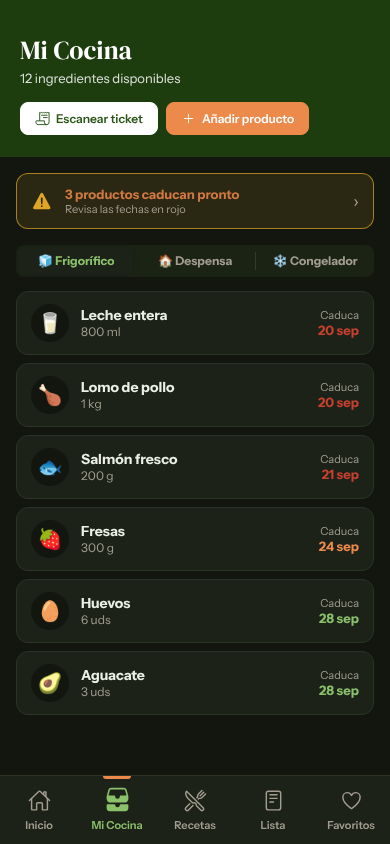 Mi Cocina
12 ingredientes disponibles
Escanear ticket
Añadir producto
3 productos caducan pronto
Revisa las fechas en rojo
Frigorífico
Despensa
Congelador
Leche entera
Caduca
800 ml
20 sep
Lomo de pollo
Caduca
1 kg
20 sep
Salmón fresco
Caduca
200 g
21 sep
Fresas
Caduca
300 g
24 sep
Huevos
Caduca
6 uds
28 sep
Aguacate
Caduca
3 uds
28 sep
Inicio
Mi Cocina
Recetas
Lista
Favoritos